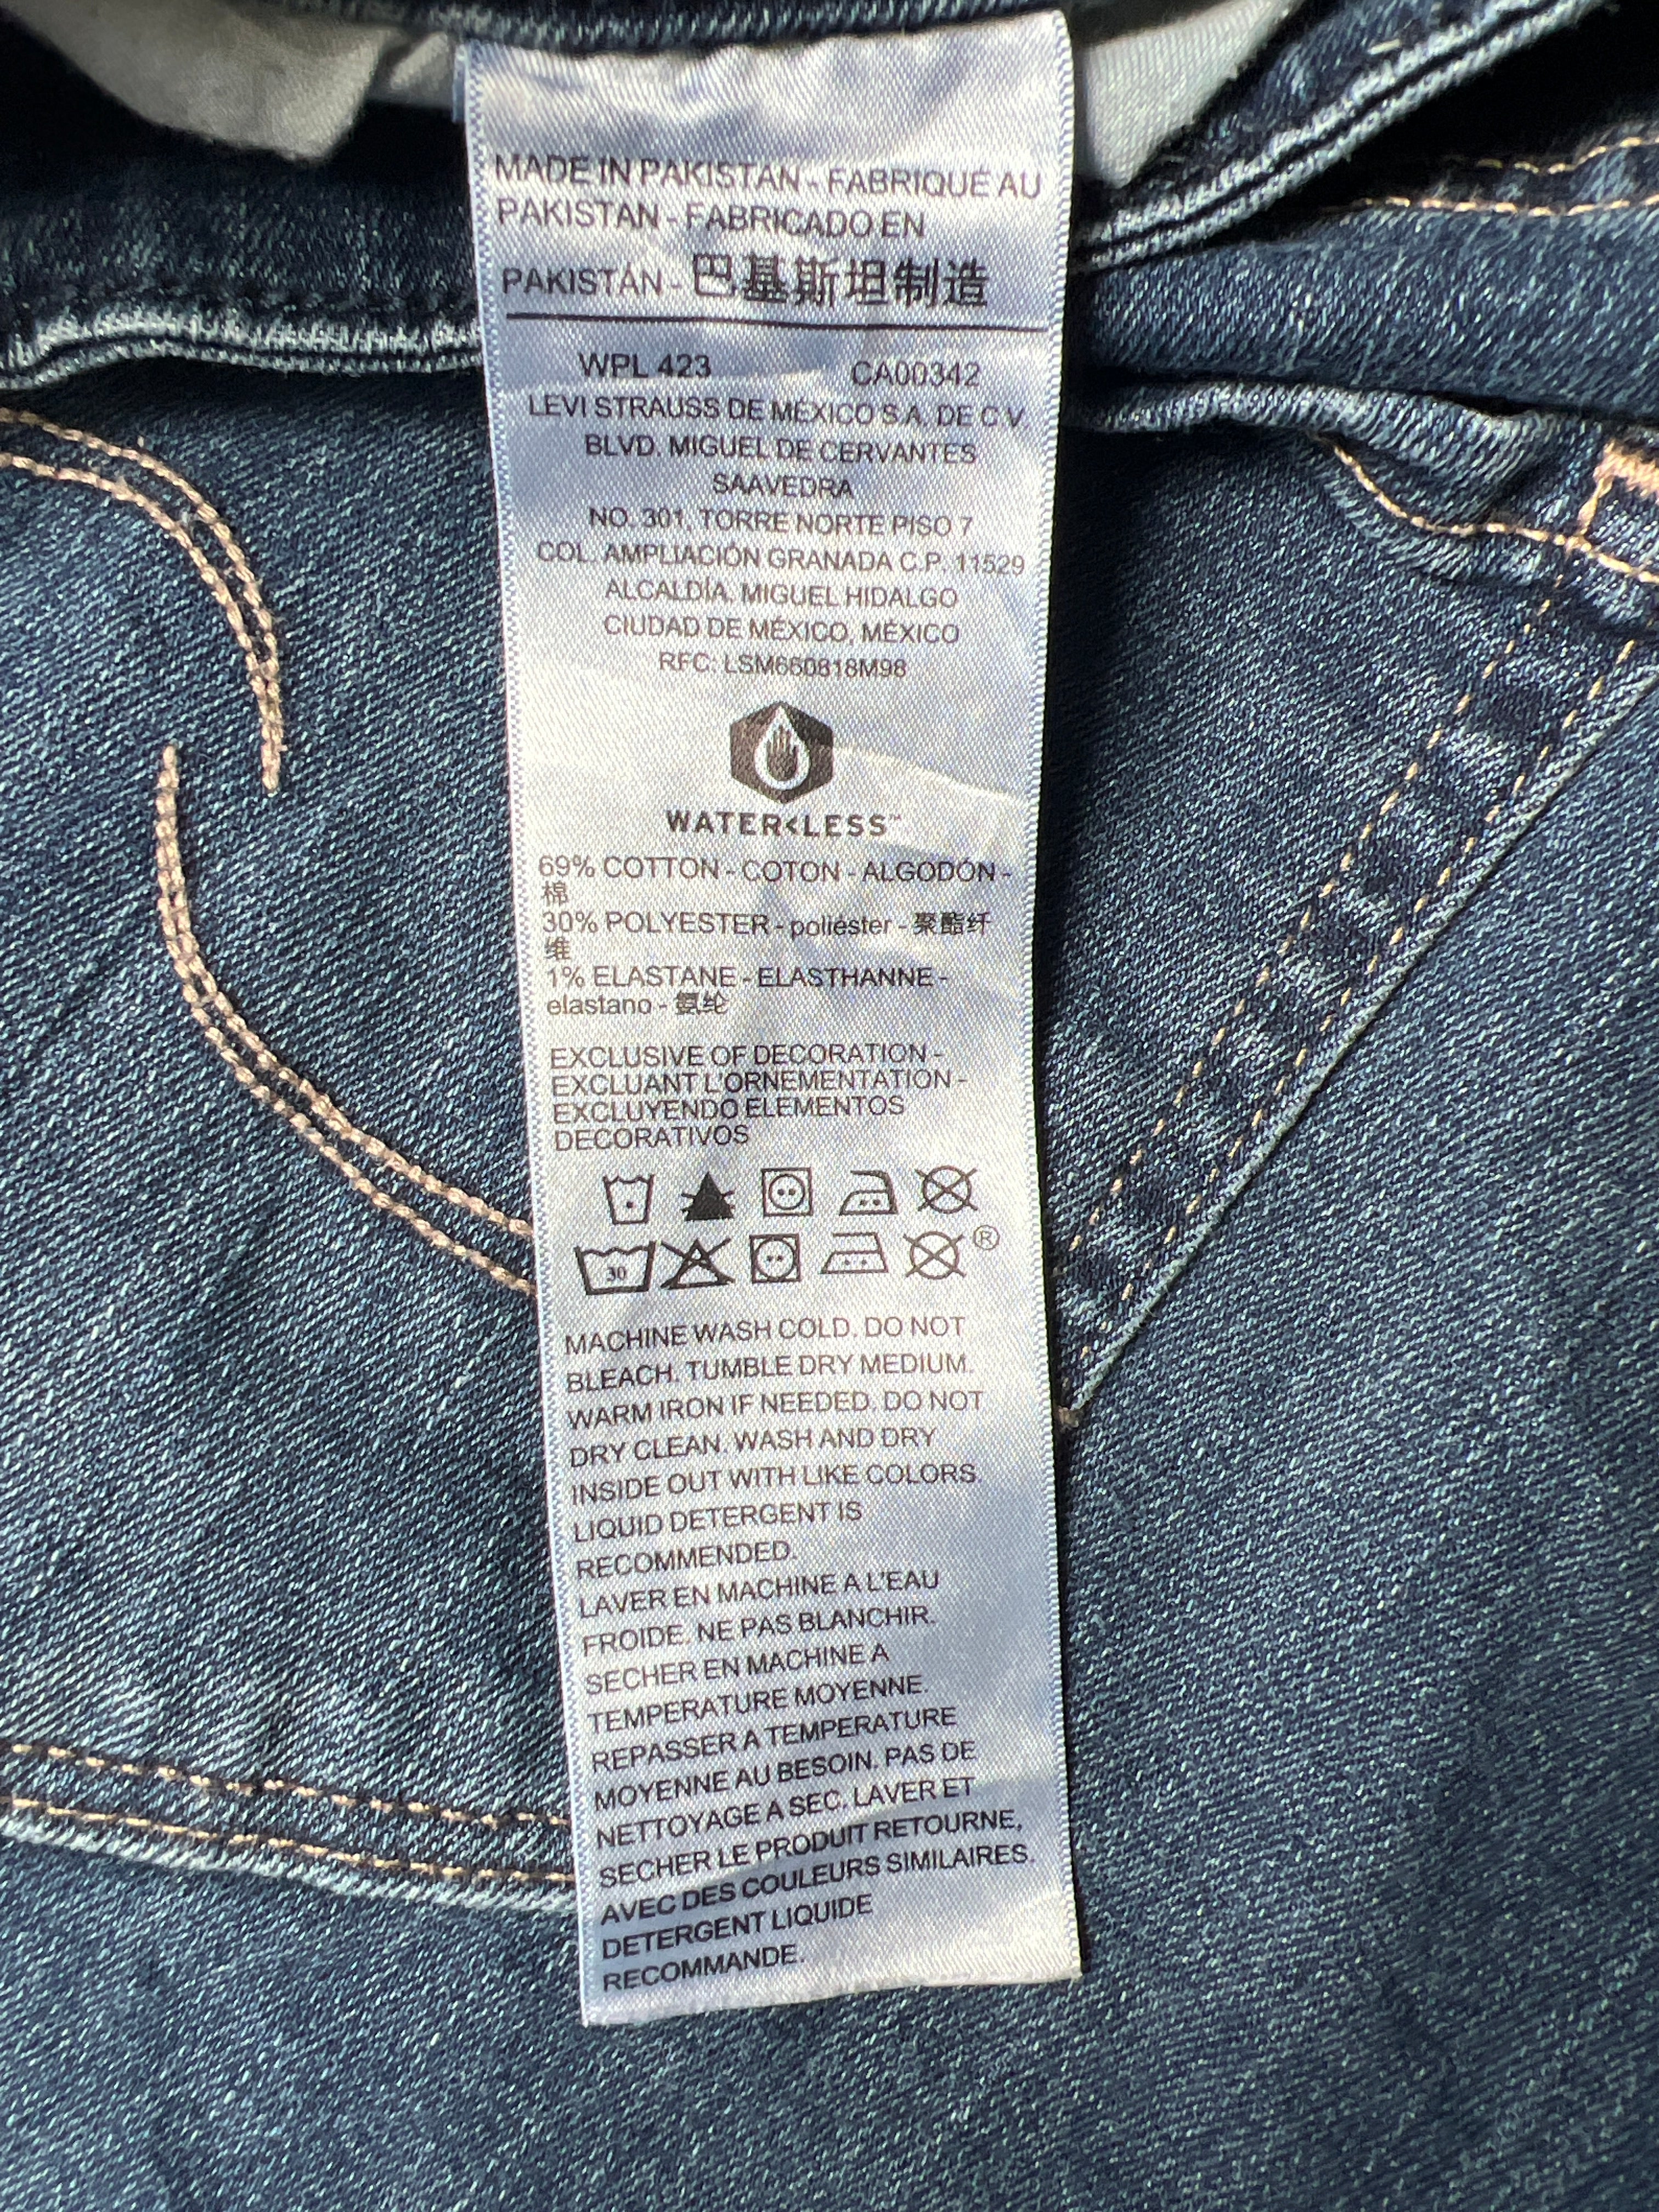 MADE IN PAKISTAN - FABRIQUÉ AU
PAKISTAN - FABRICADO EN
PAKISTÁN - 巴基斯坦制造
WPL 423 CA00342
LEVI STRAUSS DE MÉXICO S.A. DE C.V.
BLVD. MIGUEL DE CERVANTES
SAAVEDRA
NO. 301, TORRE NORTE PISO 7
COL. AMPLIACIÓN GRANADA C.P. 11529
ALCALDÍA. MIGUEL HIDALGO
CIUDAD DE MÉXICO, MÉXICO
RFC: LSM660818M98
WATER<LESS™
69% COTTON - COTON - ALGODÓN -
棉
30% POLYESTER - poliéster - 聚酯纤
维
1% ELASTANE - ELASTHANNE -
elastano - 氨纶
EXCLUSIVE OF DECORATION -
EXCLUANT L'ORNEMENTATION -
EXCLUYENDO ELEMENTOS
DECORATIVOS
30 ®
MACHINE WASH COLD. DO NOT
BLEACH. TUMBLE DRY MEDIUM.
WARM IRON IF NEEDED. DO NOT
DRY CLEAN. WASH AND DRY
INSIDE OUT WITH LIKE COLORS.
LIQUID DETERGENT IS
RECOMMENDED.
LAVER EN MACHINE A L'EAU
FROIDE. NE PAS BLANCHIR.
SECHER EN MACHINE A
TEMPERATURE MOYENNE.
REPASSER A TEMPERATURE
MOYENNE AU BESOIN. PAS DE
NETTOYAGE A SEC. LAVER ET
SECHER LE PRODUIT RETOURNE,
AVEC DES COULEURS SIMILAIRES.
DETERGENT LIQUIDE
RECOMMANDE.